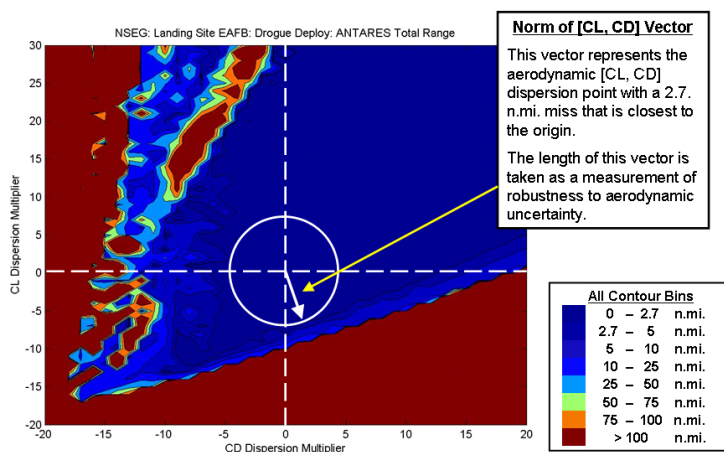 NSEG: Landing Site EAFB: Drogue Deploy: ANTARES Total Range
Norm of [CL, CD] Vector
This vector represents the
aerodynamic [CL, CD]
dispersion point with a 2.7.
n.mi. miss that is closest to
the origin.
The length of this vector is
taken as a measurement of
robustness to aerodynamic
uncertainty.
CL Dispersion Multiplier
30
25
20
15
10
5
0
-5
-10
-15
-20
-20 -15 -10 -5 0 5 10 15 20
CD Dispersion Multiplier
All Contour Bins
0 – 2.7 n.mi.
2.7 – 5 n.mi.
5 – 10 n.mi.
10 – 25 n.mi.
25 – 50 n.mi.
50 – 75 n.mi.
75 – 100 n.mi.
> 100 n.mi.